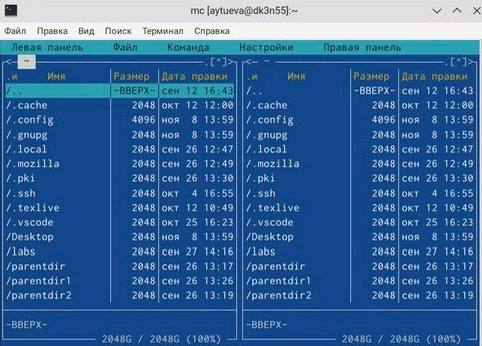 mc [aytueva@dk3n55]:~
Файл Правка Вид Поиск Терминал Справка
Левая панель Файл Команда Настройки Правая панель
<─ ~ .[^]> <─ ~ .[^]>
.и Имя Размер Дата правки .и Имя Размер Дата правки
/.. -ВВЕРХ- сен 12 16:43 /.. -ВВЕРХ- сен 12 16:43
/.cache 2048 окт 12 12:00 /.cache 2048 окт 12 12:00
/.config 4096 ноя 8 13:59 /.config 4096 ноя 8 13:59
/.gnupg 2048 ноя 8 13:59 /.gnupg 2048 ноя 8 13:59
/.local 2048 сен 26 12:47 /.local 2048 сен 26 12:47
/.mozilla 2048 сен 26 12:49 /.mozilla 2048 сен 26 12:49
/.pki 2048 сен 26 13:30 /.pki 2048 сен 26 13:30
/.ssh 2048 окт 4 16:55 /.ssh 2048 окт 4 16:55
/.texlive 2048 окт 12 10:49 /.texlive 2048 окт 12 10:49
/.vscode 2048 окт 25 16:23 /.vscode 2048 окт 25 16:23
/Desktop 2048 ноя 8 13:59 /Desktop 2048 ноя 8 13:59
/labs 2048 сен 27 14:16 /labs 2048 сен 27 14:16
/parentdir 2048 сен 26 13:17 /parentdir 2048 сен 26 13:17
/parentdir1 2048 сен 26 13:26 /parentdir1 2048 сен 26 13:26
/parentdir2 2048 сен 26 13:19 /parentdir2 2048 сен 26 13:19
-ВВЕРХ- -ВВЕРХ-
2048G / 2048G (100%) 2048G / 2048G (100%)